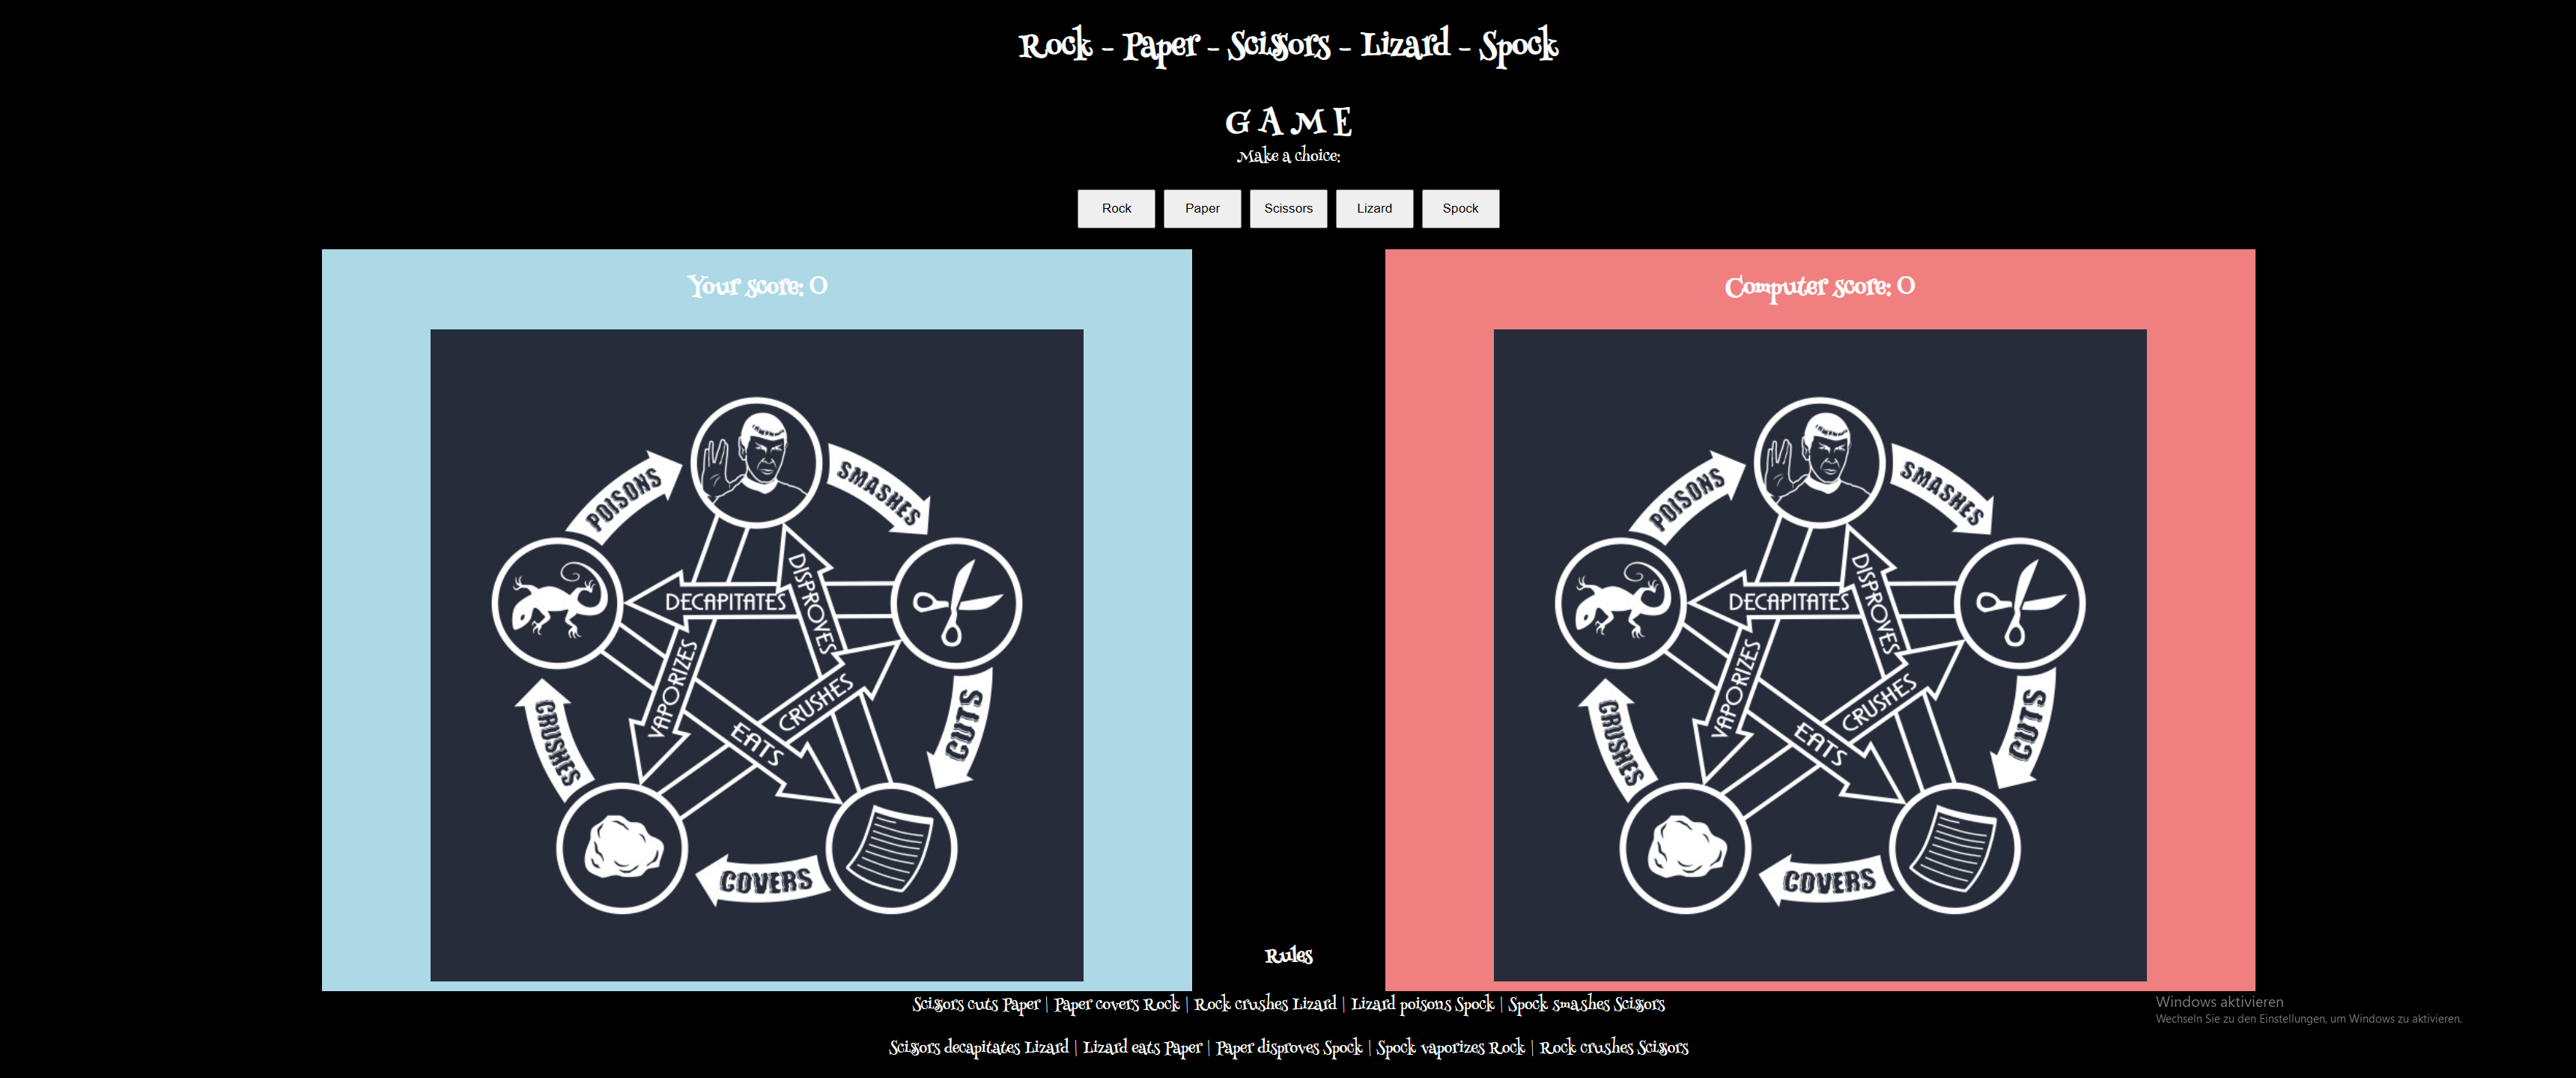 Rock - Paper - Scissors - Lizard - Spock
GAME
Make a choice:
Rock
Paper
Scissors
Lizard
Spock
Your score: 0
POISONS
SMASHES
DECAPITATES
DISPROVES
VAPORIZES
CRUSHES
CUTS
CRUSHES
EATS
COVERS
Computer score: 0
POISONS
SMASHES
DECAPITATES
DISPROVES
VAPORIZES
CRUSHES
CUTS
CRUSHES
EATS
COVERS
Rules
Scissors cuts Paper | Paper covers Rock | Rock crushes Lizard | Lizard poisons Spock | Spock smashes Scissors
Scissors decapitates Lizard | Lizard eats Paper | Paper disproves Spock | Spock vaporizes Rock | Rock crushes Scissors
Windows aktivieren
Wechseln Sie zu den Einstellungen, um Windows zu aktivieren.